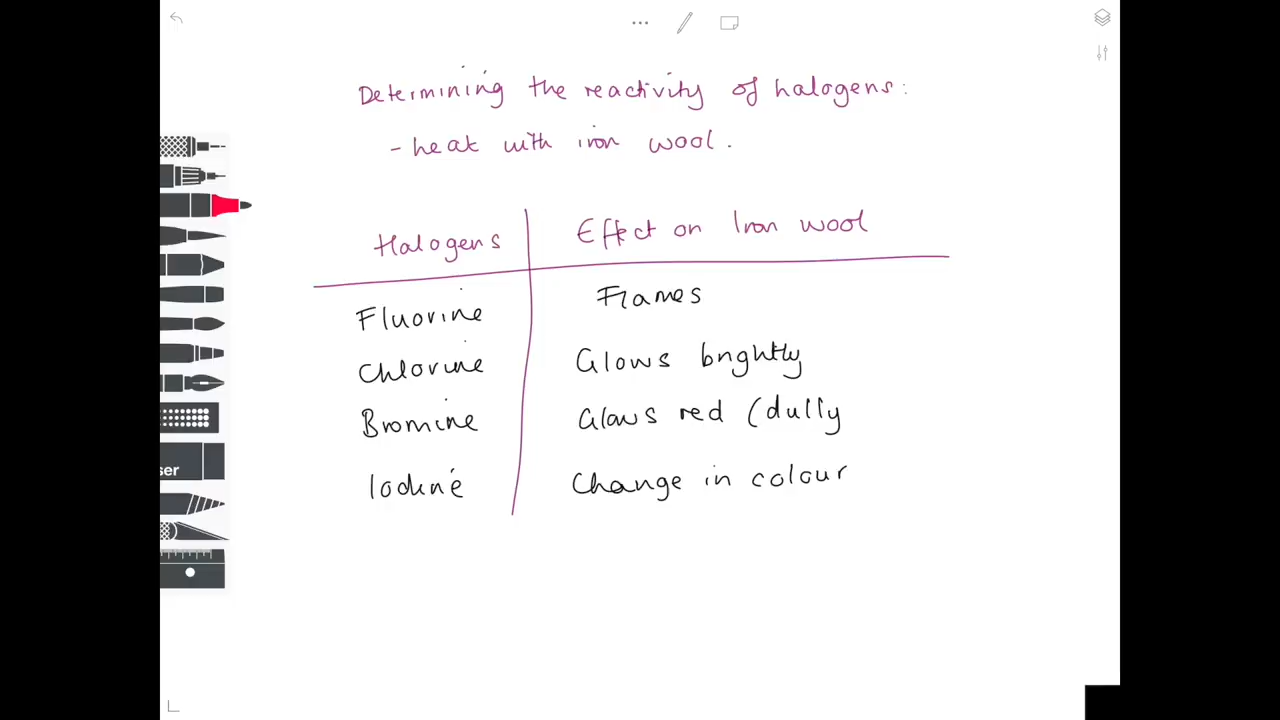 Determining the reactivity of halogens:
- heat with iron wool.
Halogens Effect on Iron wool
Fluorine Flames
Chlorine Glows brightly
Bromine Glows red (dully
Iodine Change in colour
ser